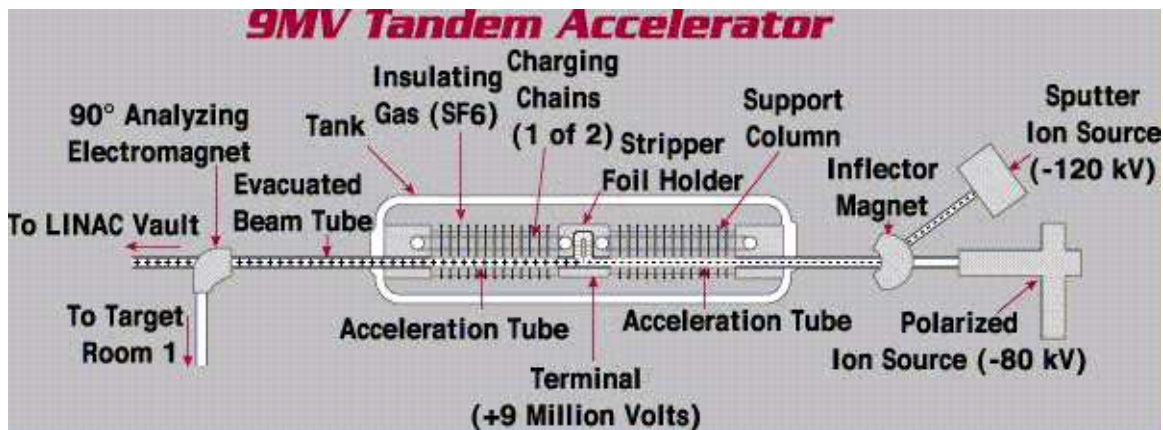 9MV Tandem Accelerator
90° Analyzing
Electromagnet
Tank
Insulating
Gas (SF6)
Charging
Chains
(1 of 2)
Stripper
Foil Holder
Support
Column
Inflector
Magnet
Sputter
Ion Source
(-120 kV)
Evacuated
Beam Tube
To LINAC Vault
To Target
Room 1
Acceleration Tube
Terminal
(+9 Million Volts)
Acceleration Tube
Polarized
Ion Source (-80 kV)